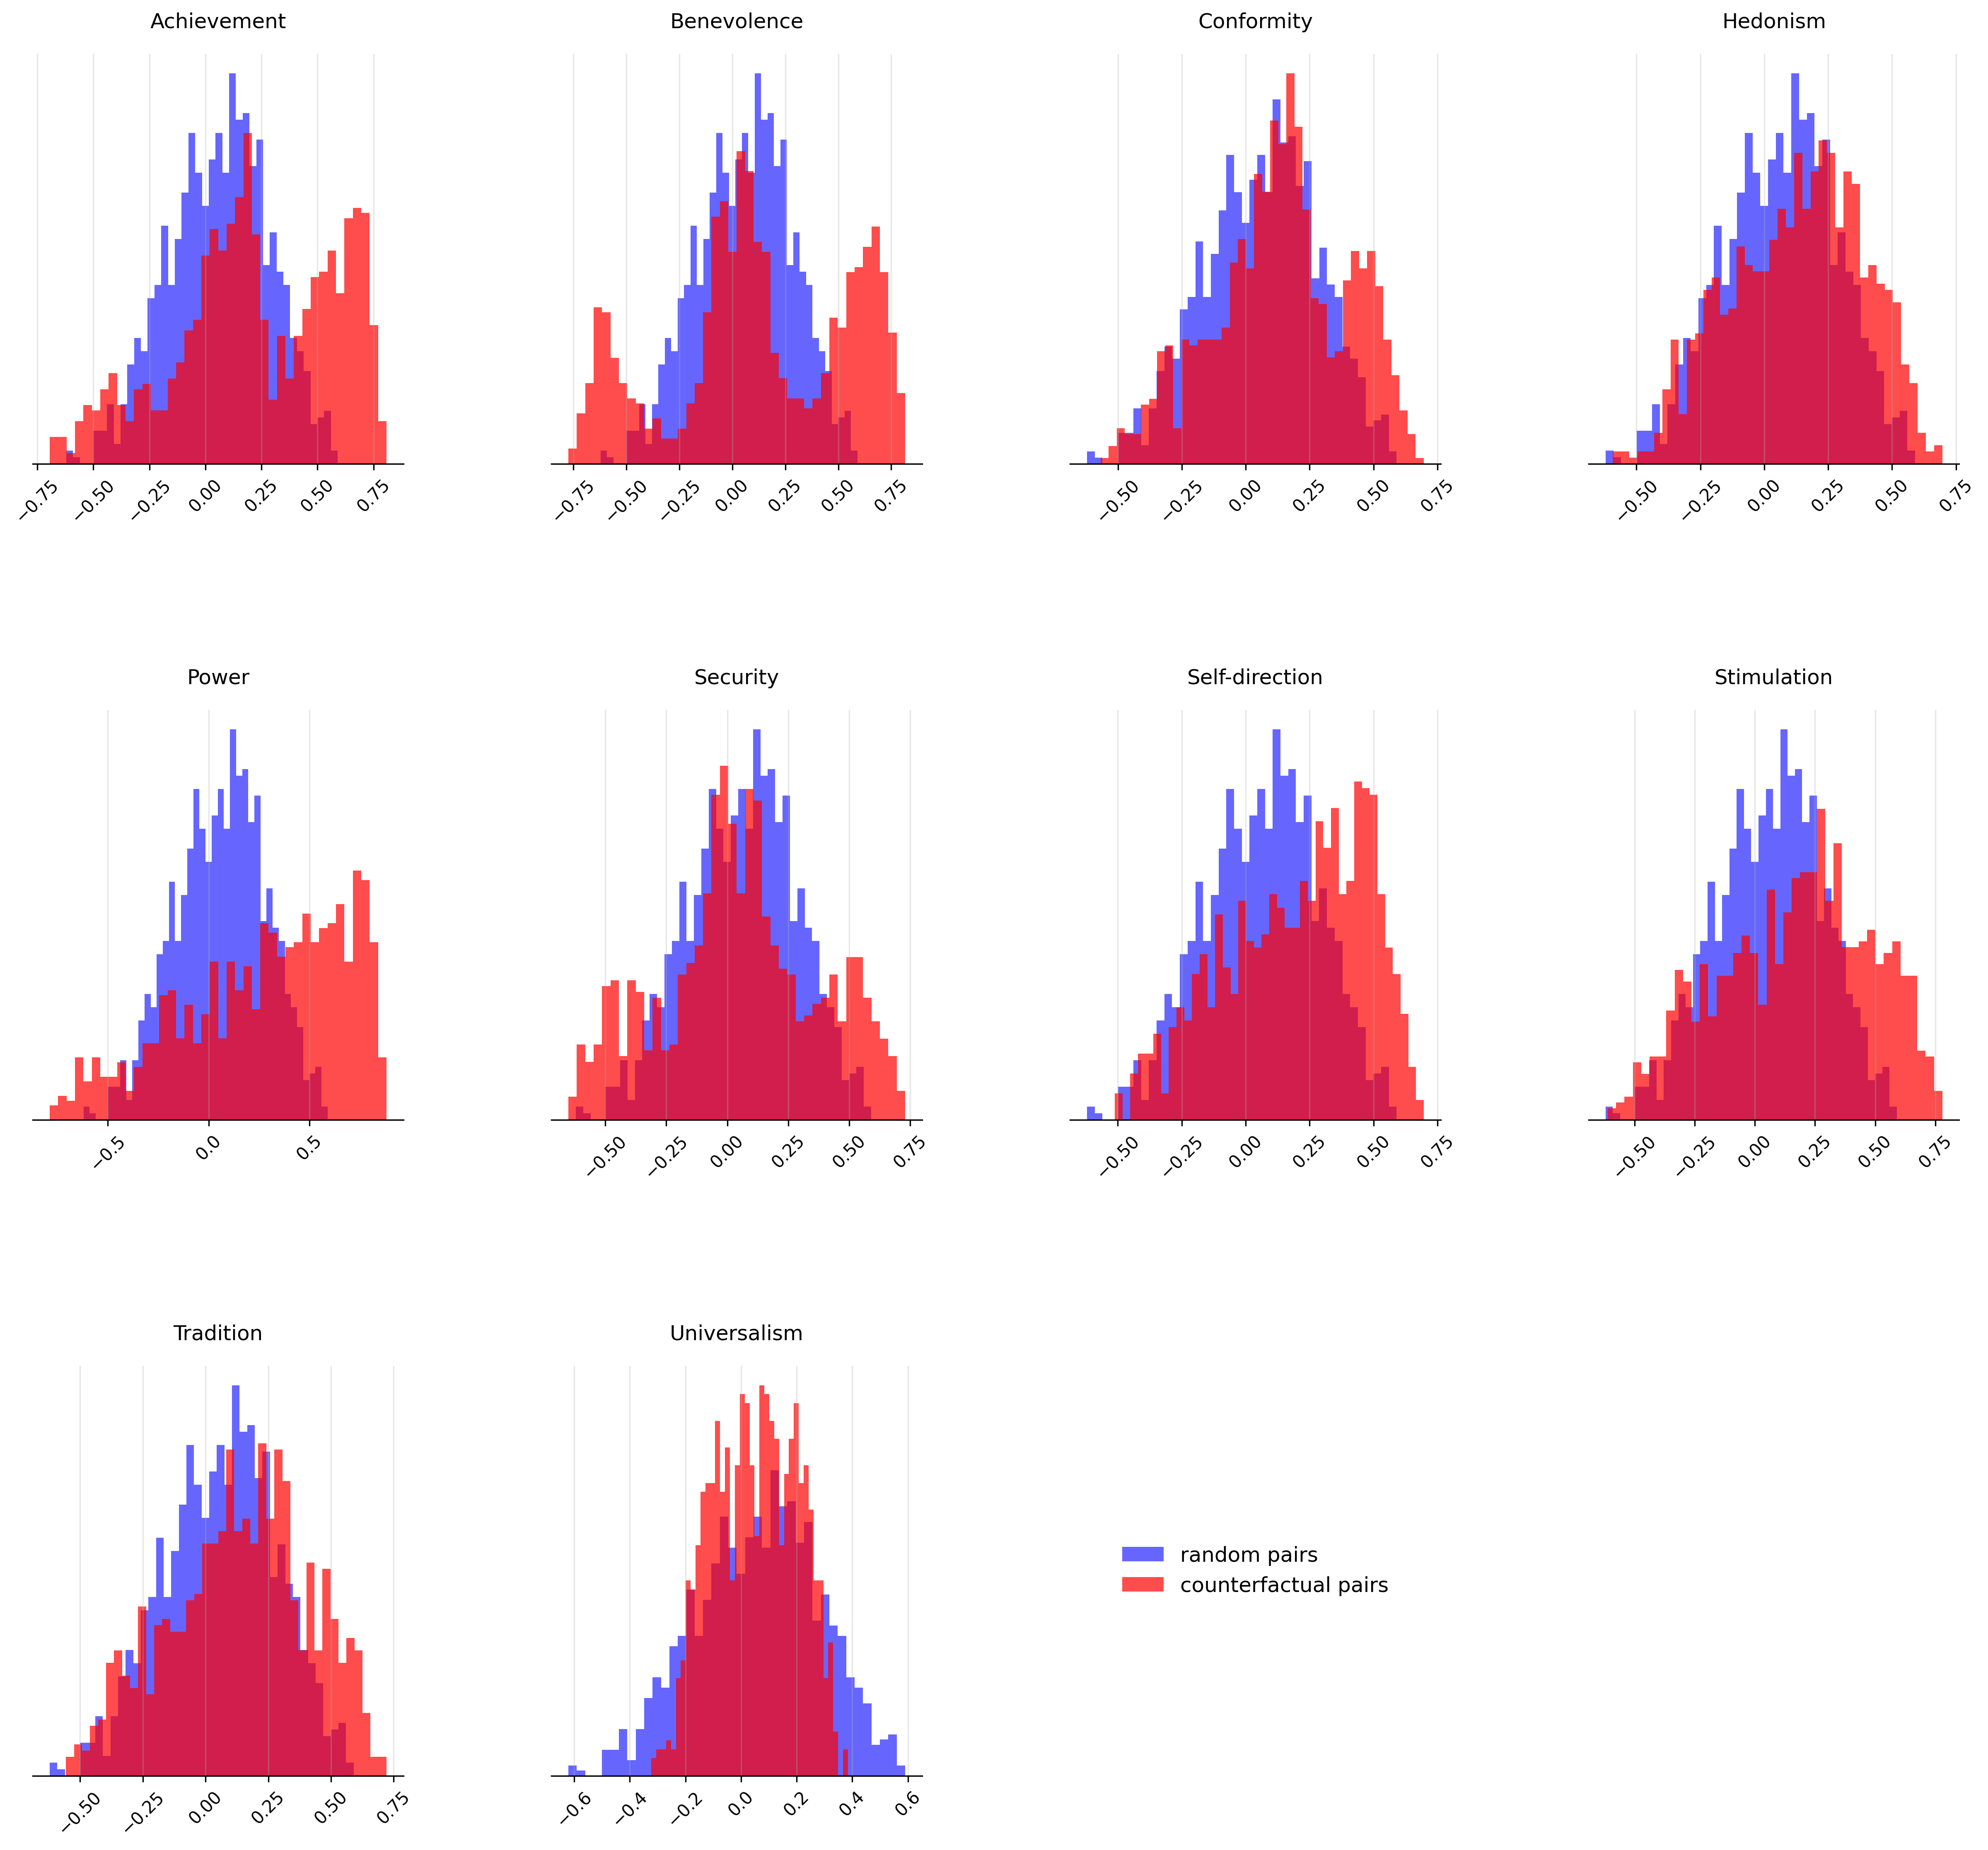 Achievement
Benevolence
Conformity
Hedonism
−0.75 −0.50 −0.25 0.00 0.25 0.50 0.75
−0.75 −0.50 −0.25 0.00 0.25 0.50 0.75
−0.50 −0.25 0.00 0.25 0.50 0.75
−0.50 −0.25 0.00 0.25 0.50 0.75
Power
Security
Self-direction
Stimulation
−0.5 0.0 0.5
−0.50 −0.25 0.00 0.25 0.50 0.75
−0.50 −0.25 0.00 0.25 0.50 0.75
−0.50 −0.25 0.00 0.25 0.50 0.75
Tradition
Universalism
random pairs
counterfactual pairs
−0.50 −0.25 0.00 0.25 0.50 0.75
−0.6 −0.4 −0.2 0.0 0.2 0.4 0.6